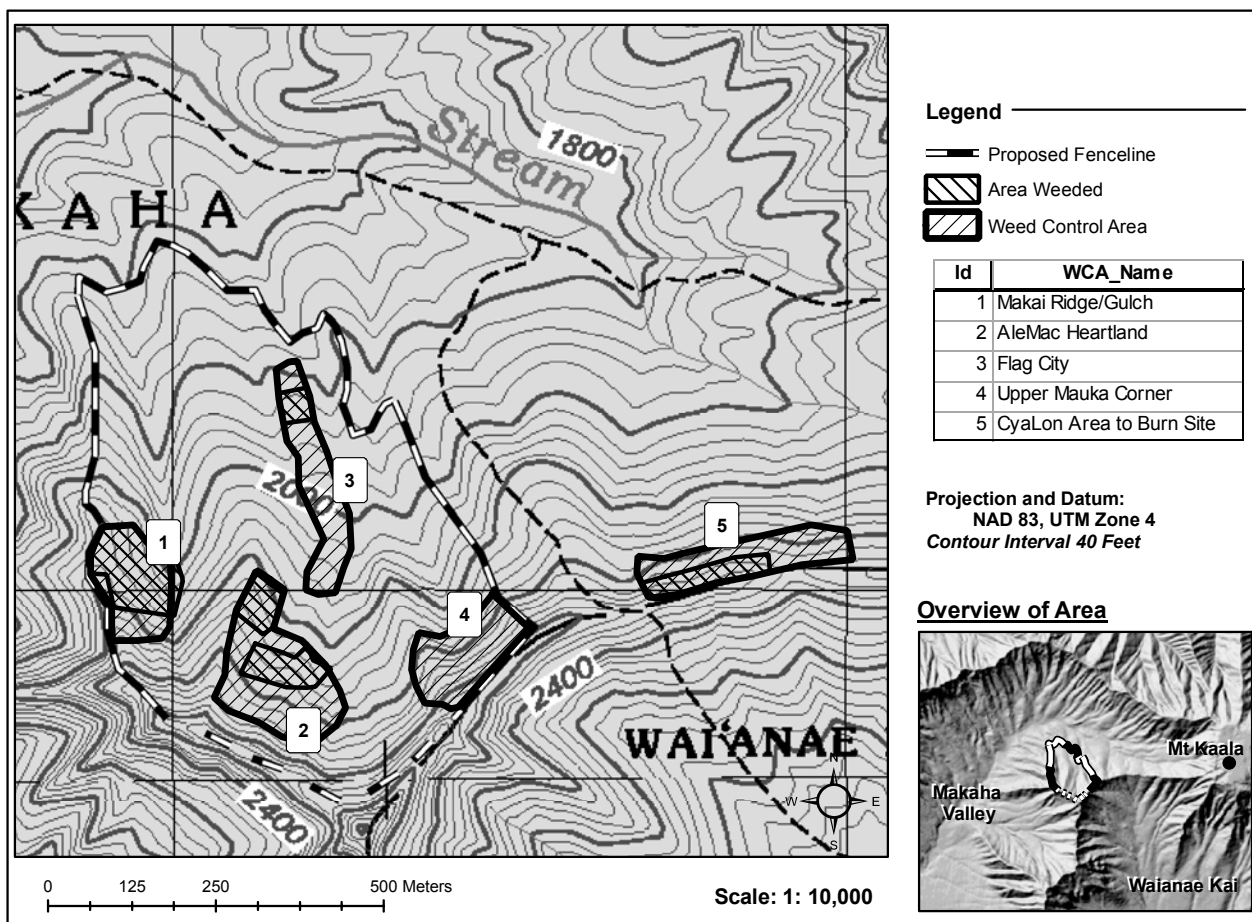 Stream
1800
KAHA
2000
1
2
3
4
5
2400
2400
WAI'ANAE
N
W
E
S
0 125 250 500 Meters
Scale: 1: 10,000
Legend
Proposed Fenceline
Area Weeded
Weed Control Area
Id WCA_Name
1 Makai Ridge/Gulch
2 AleMac Heartland
3 Flag City
4 Upper Mauka Corner
5 CyaLon Area to Burn Site
Projection and Datum:
NAD 83, UTM Zone 4
Contour Interval 40 Feet
Overview of Area
Mt Kaala
Makaha
Valley
Waianae Kai